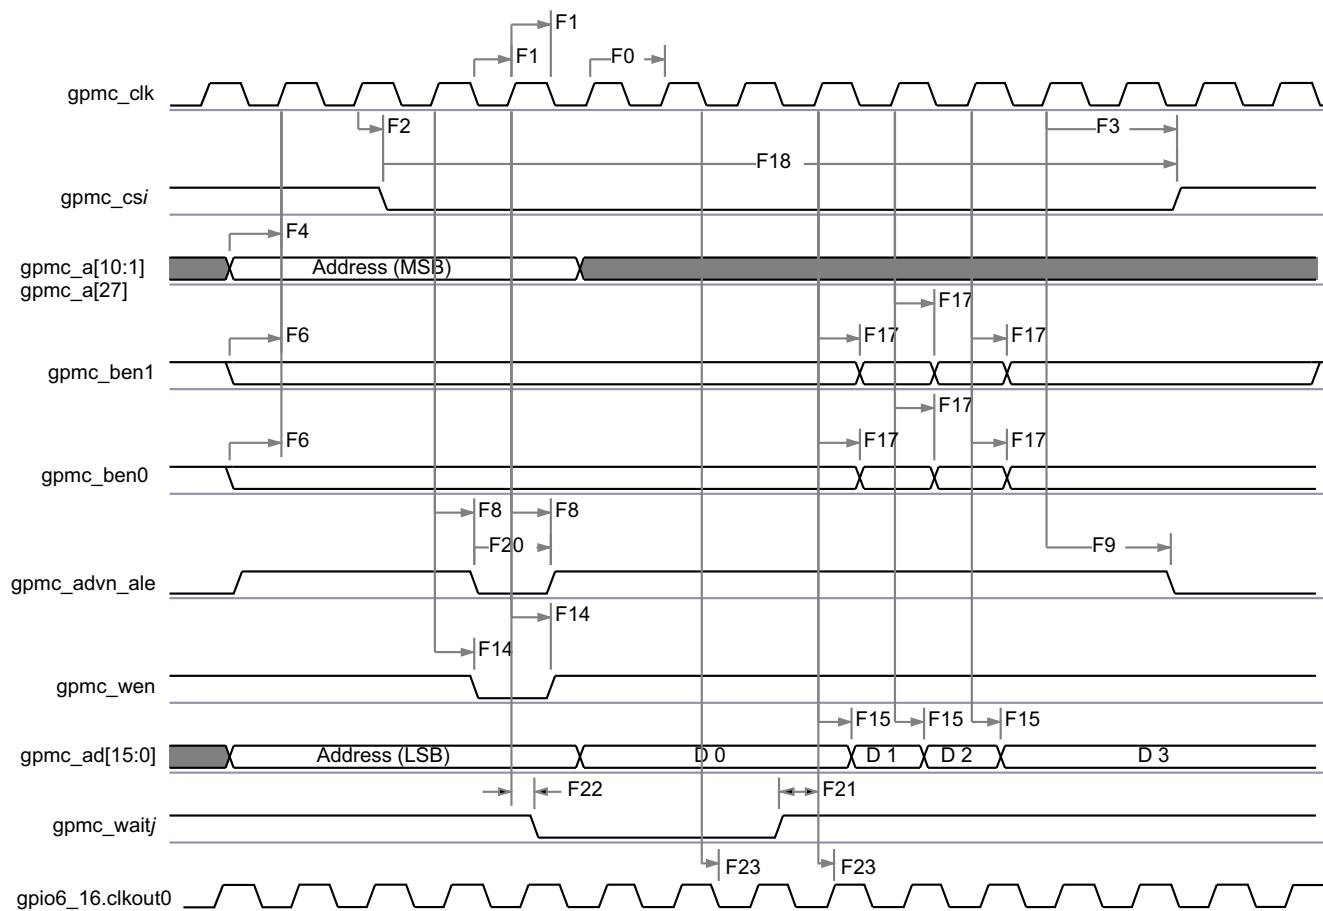 F1
F1 F0
gpmc_clk
F2 F3
F18
gpmc_csi
F4
gpmc_a[10:1] Address (MSB)
gpmc_a[27]
F17
F6 F17 F17
gpmc_ben1
F17
F6 F17 F17
gpmc_ben0
F8 F8
F20 F9
gpmc_advn_ale
F14
F14
gpmc_wen
F15 F15 F15
gpmc_ad[15:0] Address (LSB) D 0 D 1 D 2 D 3
F22 F21
gpmc_waitj
F23 F23
gpio6_16.clkout0